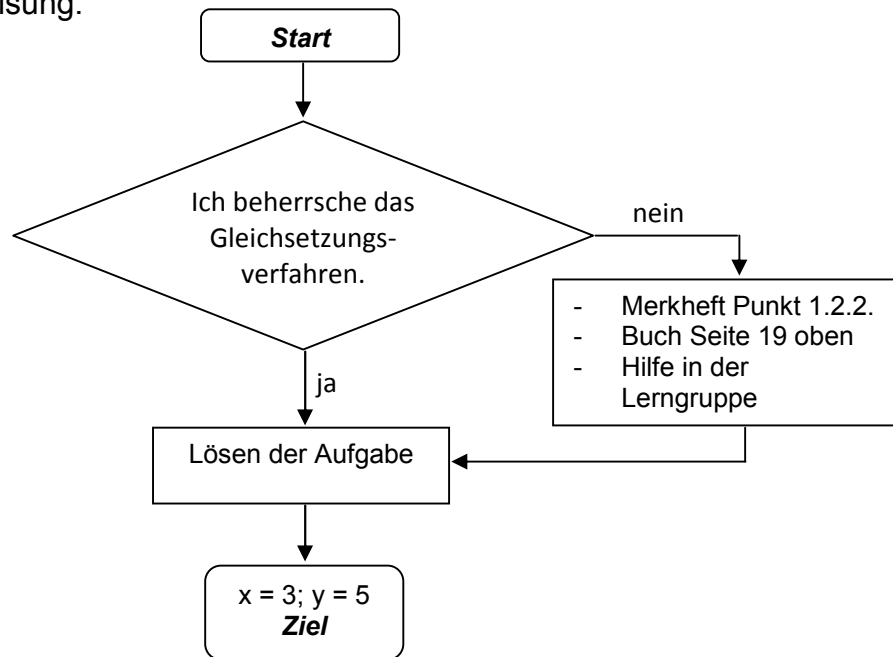 Start
Ich beherrsche das
Gleichsetzungs-
verfahren.
nein
- Merkheft Punkt 1.2.2.
- Buch Seite 19 oben
- Hilfe in der
Lerngruppe
ja
Lösen der Aufgabe
x = 3; y = 5
Ziel